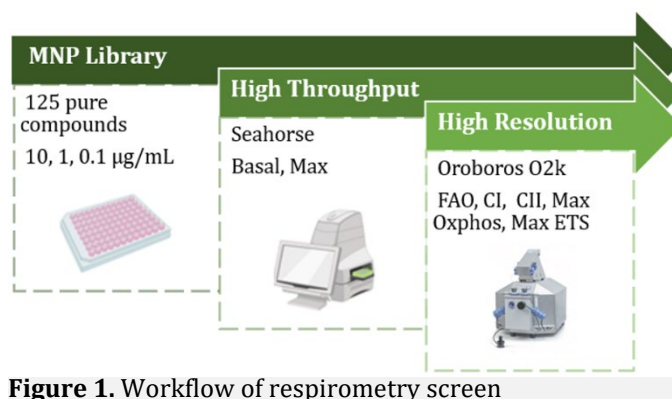 MNP Library
125 pure
compounds
10, 1, 0.1 µg/mL
High Throughput
Seahorse
Basal, Max
High Resolution
Oroboros O2k
FAO, CI, CII, Max
Oxphos, Max ETS
Figure 1. Workflow of respirometry screen